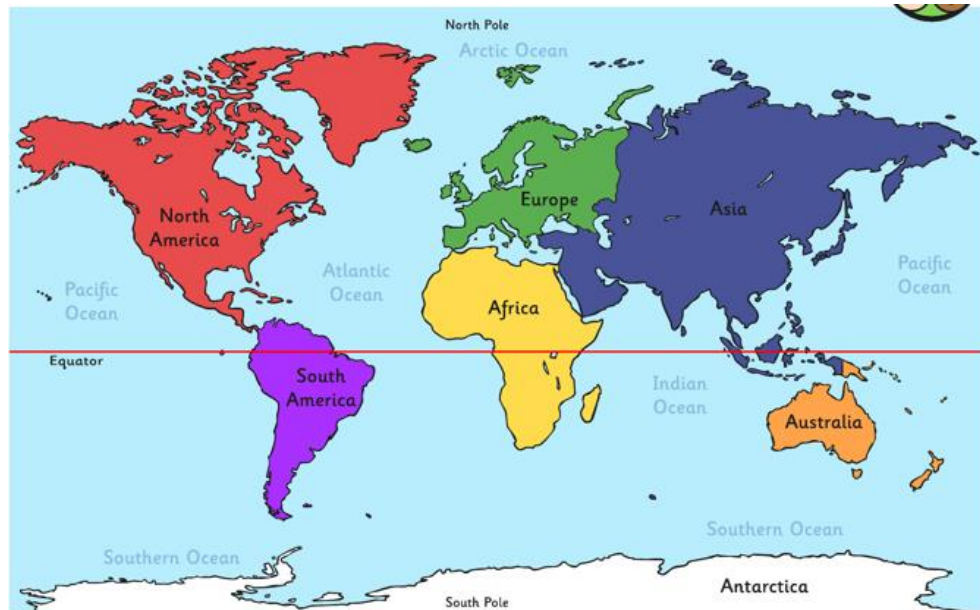 North Pole
Arctic Ocean
North
America
Europe
Asia
Pacific
Ocean
Atlantic
Ocean
Africa
Pacific
Ocean
Equator
South
America
Indian
Ocean
Australia
Southern Ocean
Southern Ocean
Antarctica
South Pole